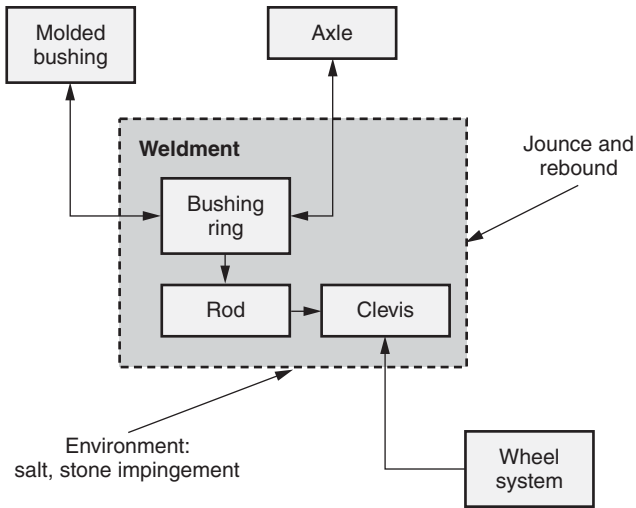 Molded
bushing
Axle
Weldment
Jounce and
rebound
Bushing
ring
Rod
Clevis
Environment:
salt, stone impingement
Wheel
system